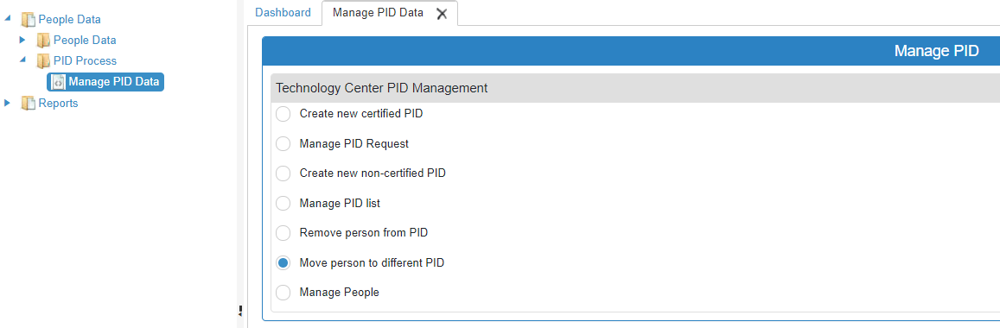 People Data
People Data
PID Process
Manage PID Data
Reports
Dashboard
Manage PID Data
Manage PID
Technology Center PID Management
Create new certified PID
Manage PID Request
Create new non-certified PID
Manage PID list
Remove person from PID
Move person to different PID
Manage People